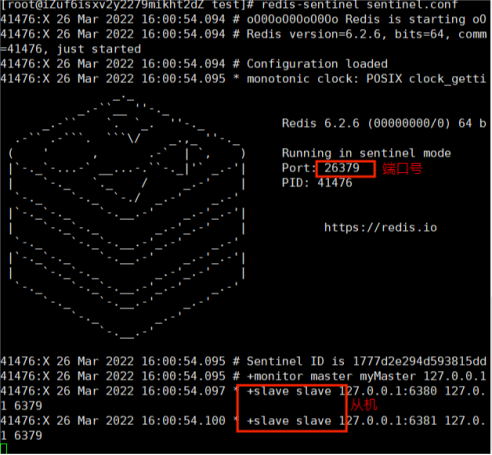 [root@iZuf6isxv2y2279mikht2dZ test]# redis-sentinel sentinel.conf
41476:X 26 Mar 2022 16:00:54.094 # oO0OoO0OoO0Oo Redis is starting oO
41476:X 26 Mar 2022 16:00:54.094 # Redis version=6.2.6, bits=64, comm
=41476, just started
41476:X 26 Mar 2022 16:00:54.094 # Configuration loaded
41476:X 26 Mar 2022 16:00:54.095 * monotonic clock: POSIX clock_getti
Redis 6.2.6 (00000000/0) 64 b
Running in sentinel mode
Port: 26379 端口号
PID: 41476
https://redis.io
41476:X 26 Mar 2022 16:00:54.095 # Sentinel ID is 1777d2e294d593815dd
41476:X 26 Mar 2022 16:00:54.095 # +monitor master myMaster 127.0.0.1
41476:X 26 Mar 2022 16:00:54.097 * +slave slave 127.0.0.1:6380 127.0.
1 6379
从机
41476:X 26 Mar 2022 16:00:54.100 * +slave slave 127.0.0.1:6381 127.0.
1 6379